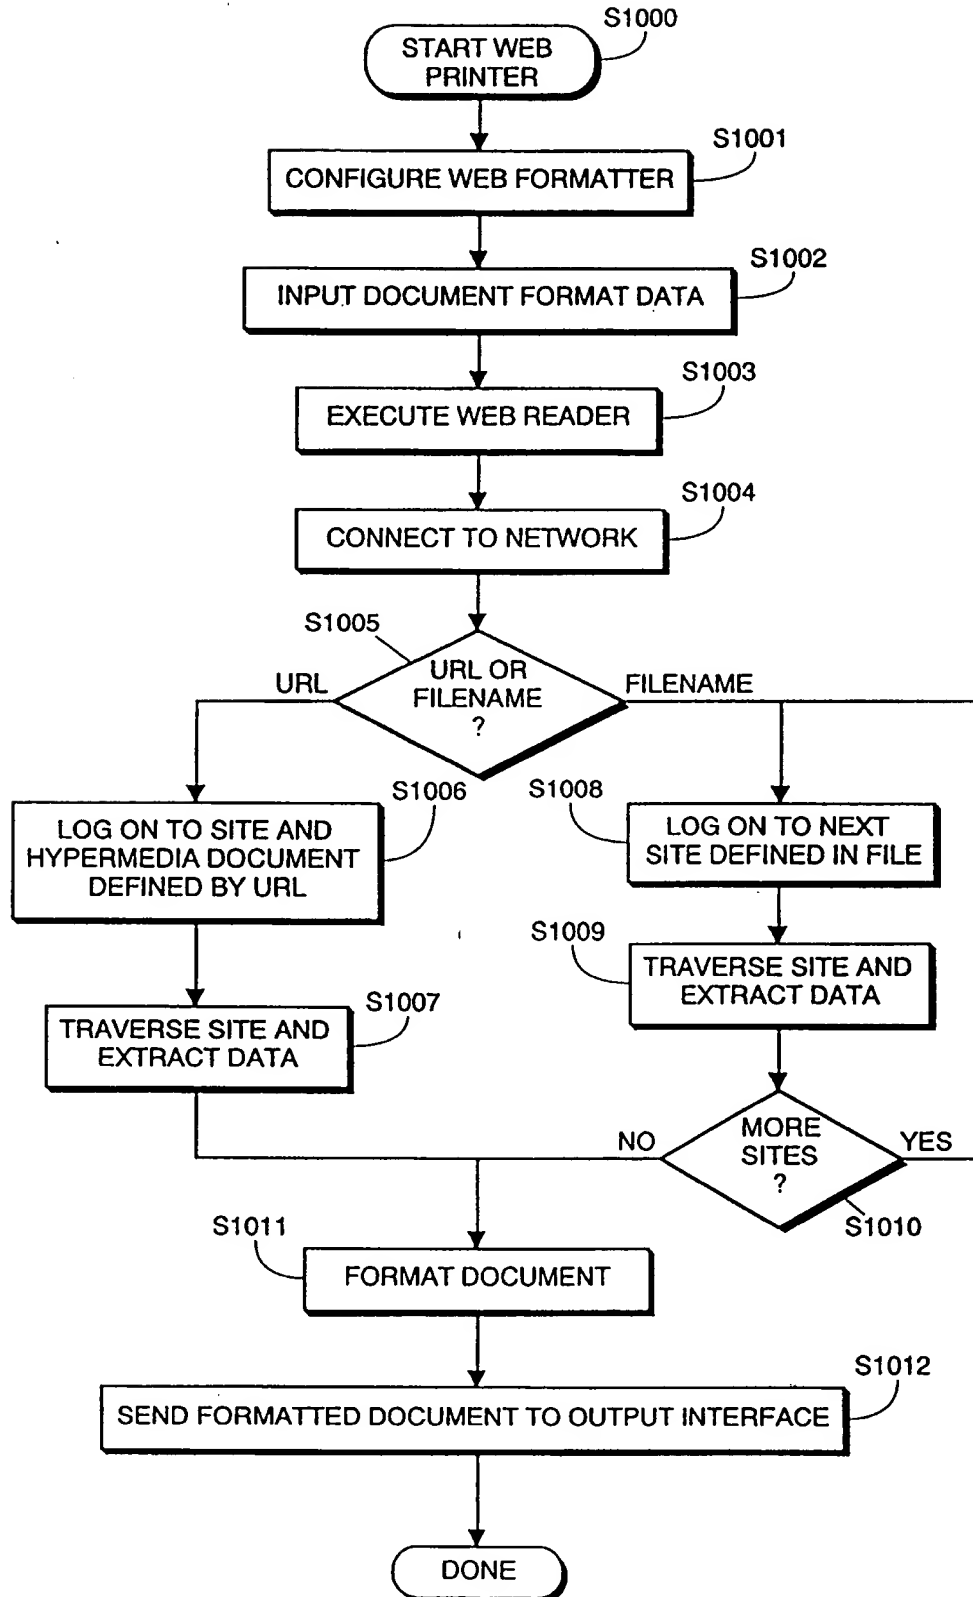 S1000
START WEB
PRINTER
S1001
CONFIGURE WEB FORMATTER
S1002
INPUT DOCUMENT FORMAT DATA
S1003
EXECUTE WEB READER
S1004
CONNECT TO NETWORK
S1005
URL OR
FILENAME
?
URL
FILENAME
S1006
LOG ON TO SITE AND
HYPERMEDIA DOCUMENT
DEFINED BY URL
S1008
LOG ON TO NEXT
SITE DEFINED IN FILE
S1007
TRAVERSE SITE AND
EXTRACT DATA
S1009
TRAVERSE SITE AND
EXTRACT DATA
MORE
SITES
?
NO
YES
S1010
S1011
FORMAT DOCUMENT
S1012
SEND FORMATTED DOCUMENT TO OUTPUT INTERFACE
DONE